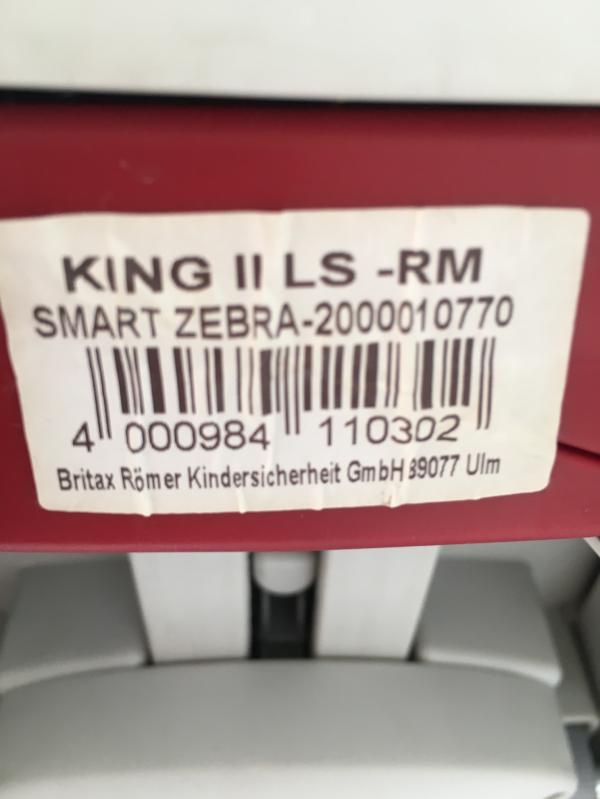 KING II LS -RM
SMART ZEBRA-2000010770
4 000984 110302
Britax Römer Kindersicherheit GmbH 89077 Ulm